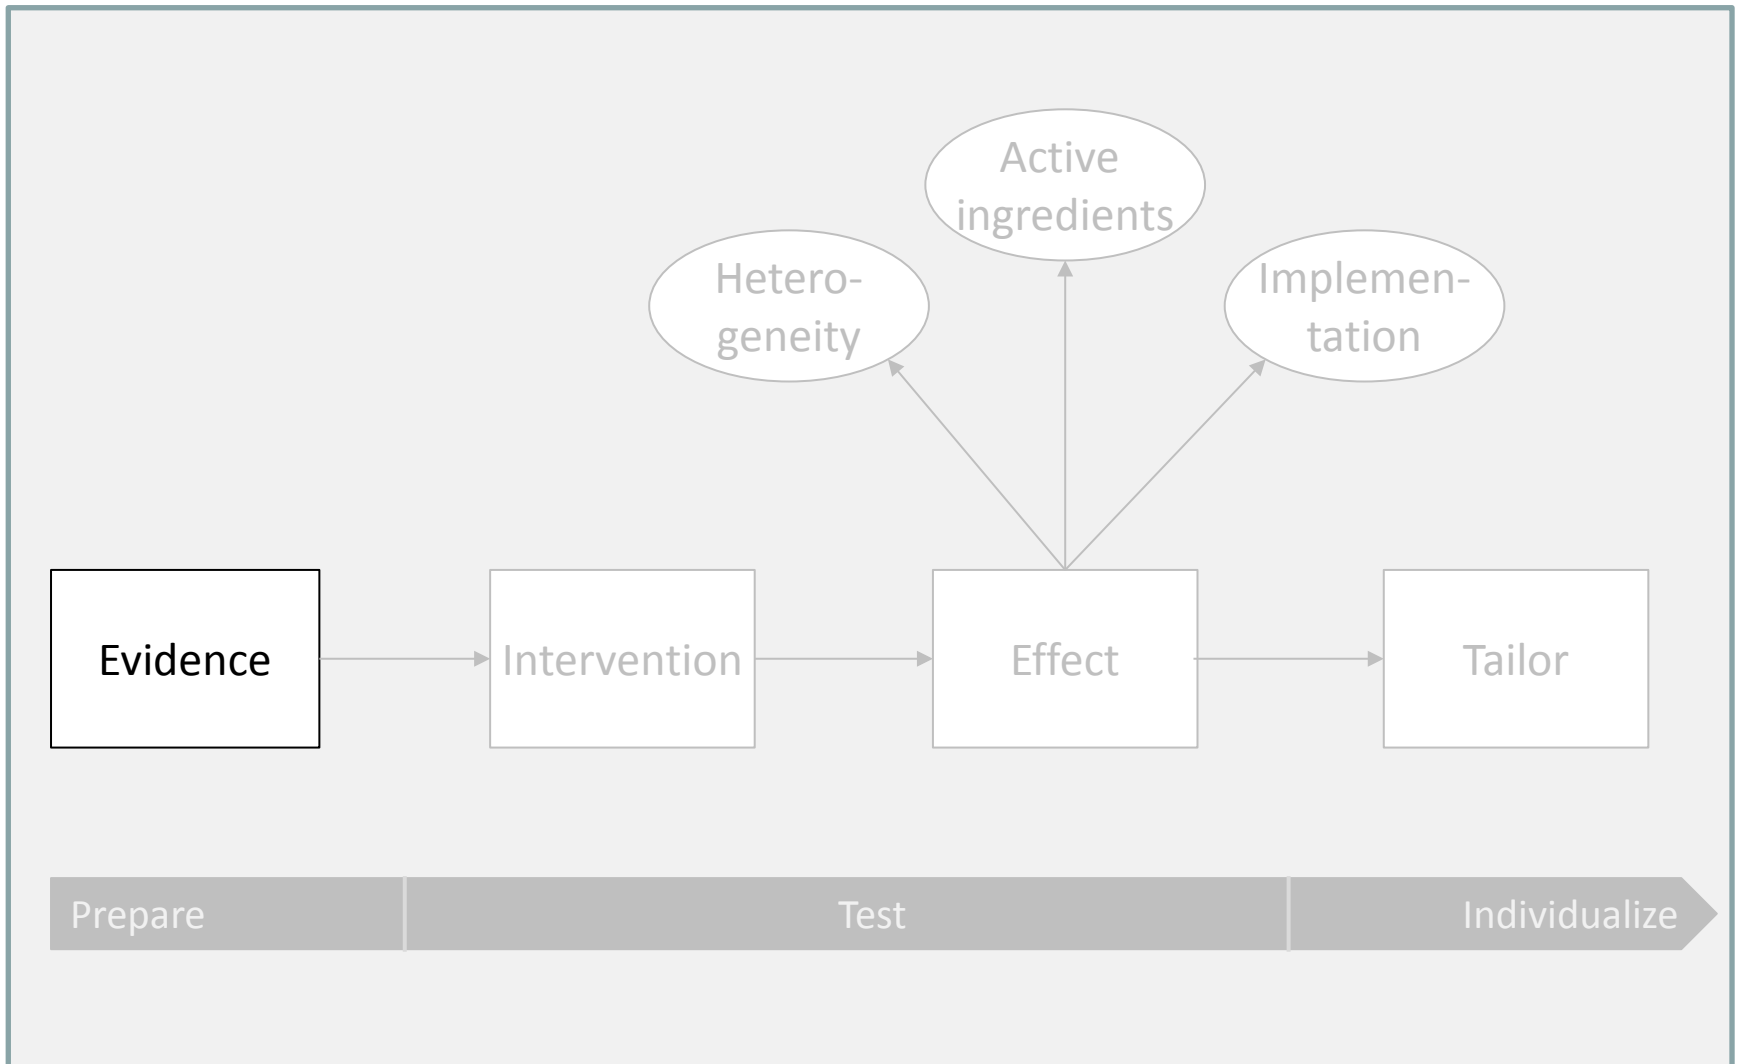 Active
ingredients
Hetero-
geneity
Implemen-
tation
Evidence
Intervention
Effect
Tailor
Prepare
Test
Individualize